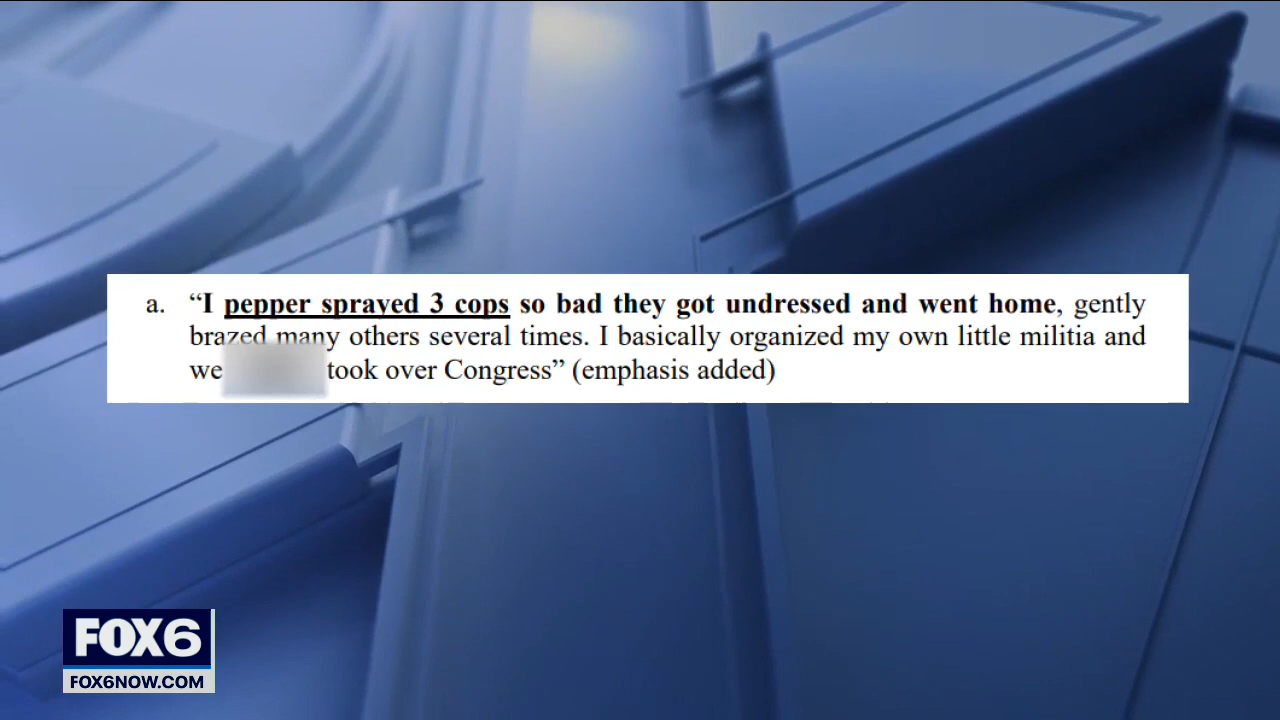 a. “I pepper sprayed 3 cops so bad they got undressed and went home, gently
brazed many others several times. I basically organized my own little militia and
we took over Congress” (emphasis added)
FOX6
FOX6NOW.COM